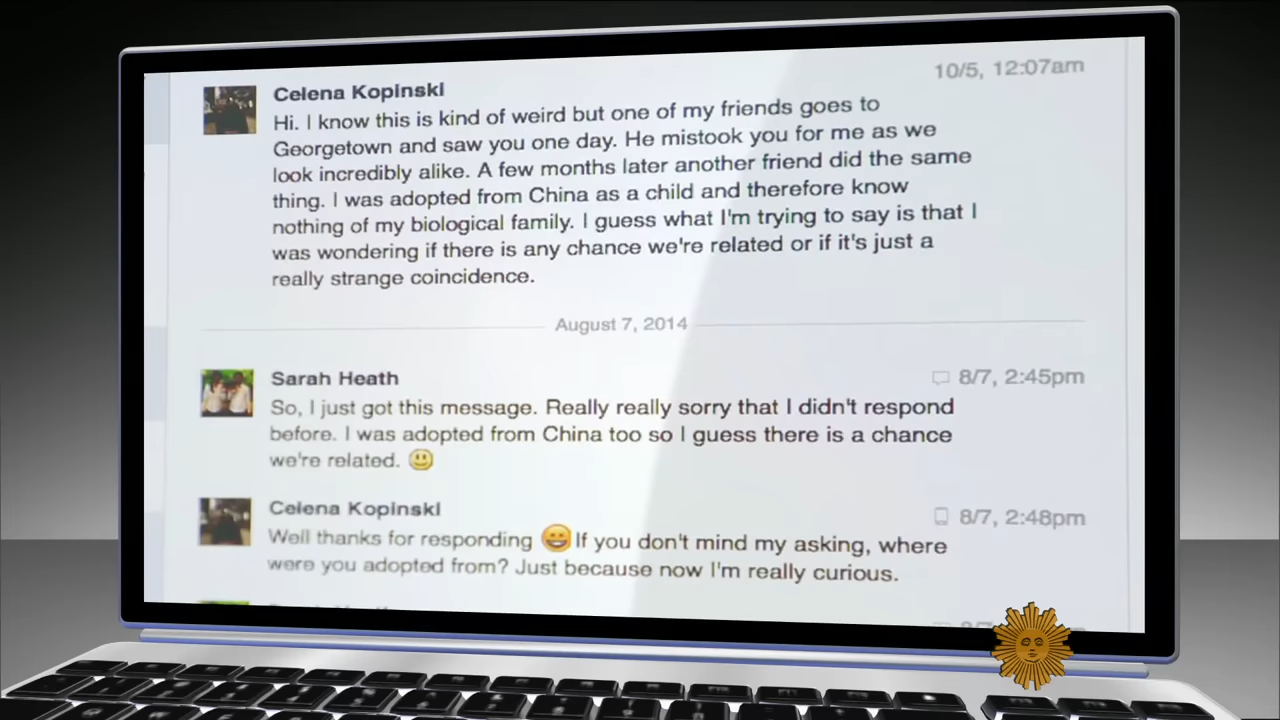 10/5, 12:07am
Celena Kopinski
Hi. I know this is kind of weird but one of my friends goes to
Georgetown and saw you one day. He mistook you for me as we
look incredibly alike. A few months later another friend did the same
thing. I was adopted from China as a child and therefore know
nothing of my biological family. I guess what I'm trying to say is that I
was wondering if there is any chance we're related or if it's just a
really strange coincidence.
August 7, 2014
Sarah Heath
8/7, 2:45pm
So, I just got this message. Really really sorry that I didn't respond
before. I was adopted from China too so I guess there is a chance
we're related.
Celena Kopinski
8/7, 2:48pm
Well thanks for responding 😄 If you don't mind my asking, where
were you adopted from? Just because now I'm really curious.